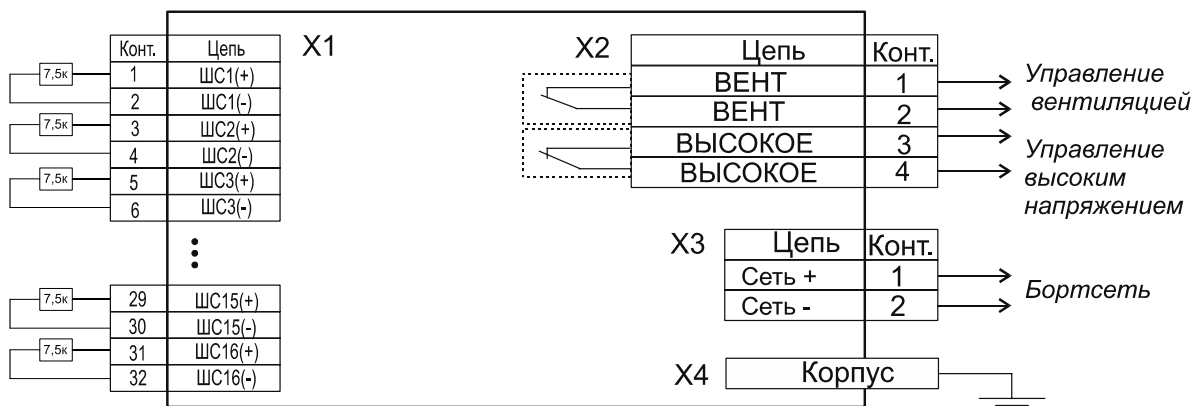 X1
Конт. Цепь
7,5к 1 ШС1(+)
2 ШС1(-)
7,5к 3 ШС2(+)
4 ШС2(-)
7,5к 5 ШС3(+)
6 ШС3(-)
7,5к 29 ШС15(+)
30 ШС15(-)
7,5к 31 ШС16(+)
32 ШС16(-)
X2
Цепь Конт.
ВЕНТ 1
ВЕНТ 2
ВЫСОКОЕ 3
ВЫСОКОЕ 4
Управление
вентиляцией
Управление
высоким
напряжением
X3
Цепь Конт.
Сеть + 1
Сеть - 2
Бортсеть
X4
Корпус